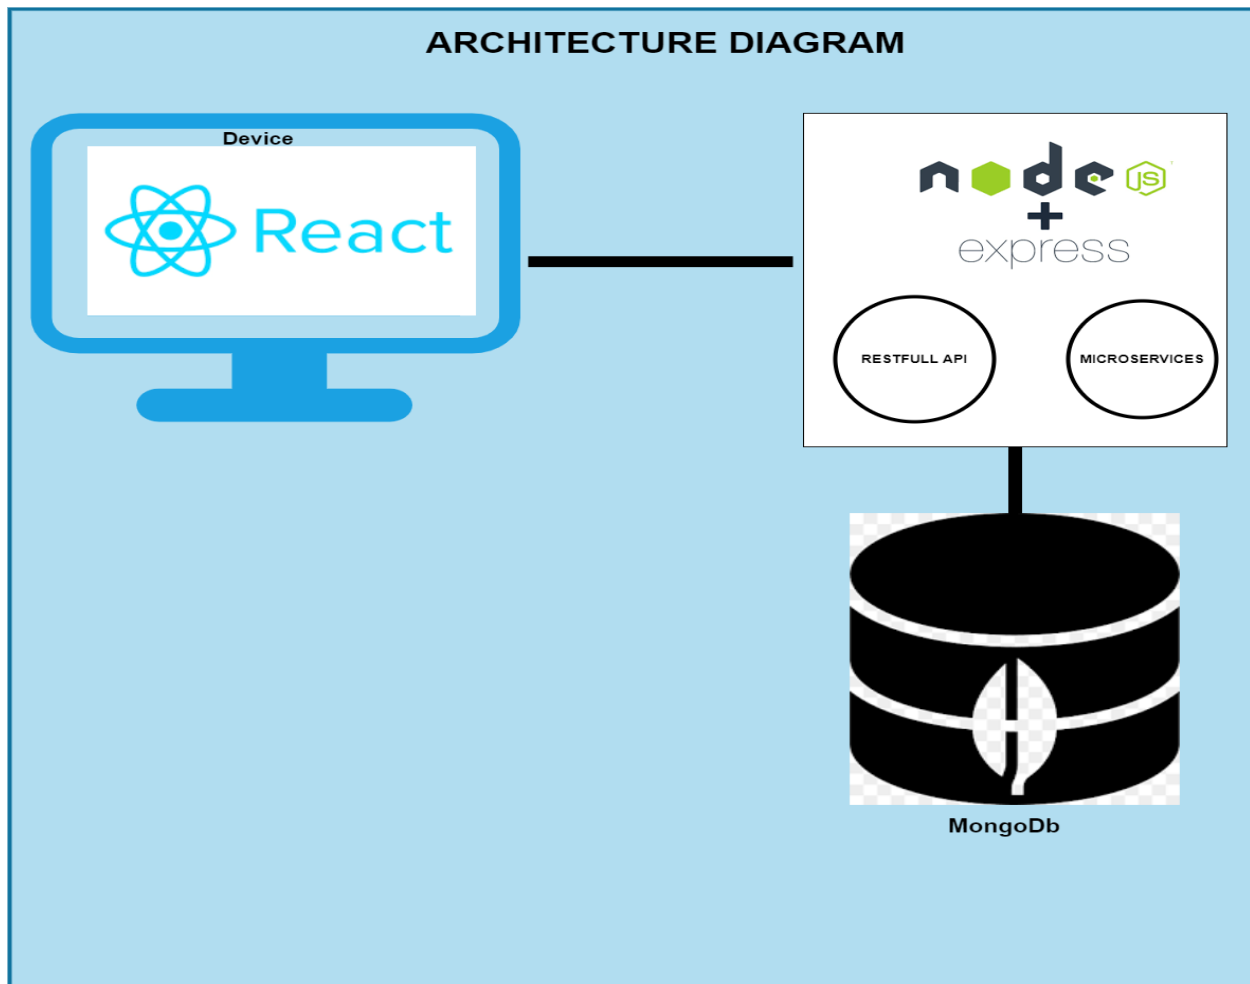 ARCHITECTURE DIAGRAM
Device
React
node JS
+
express
RESTFULL API
MICROSERVICES
MongoDb